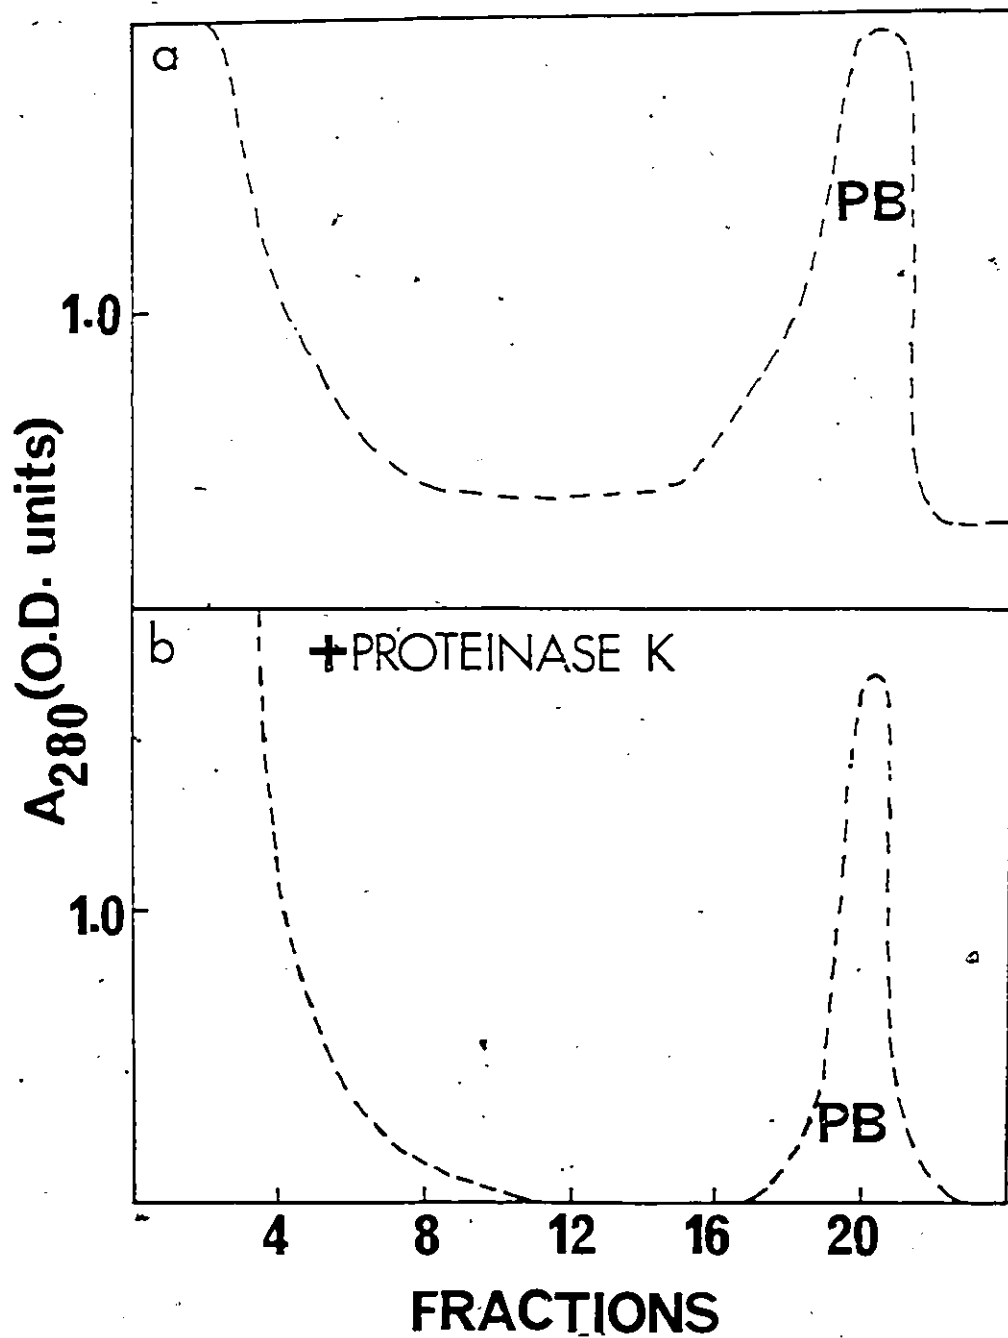 a
PB
1.0
A280 (O.D. units)
b
+PROTEINASE K
1.0
PB
4 8 12 16 20
FRACTIONS